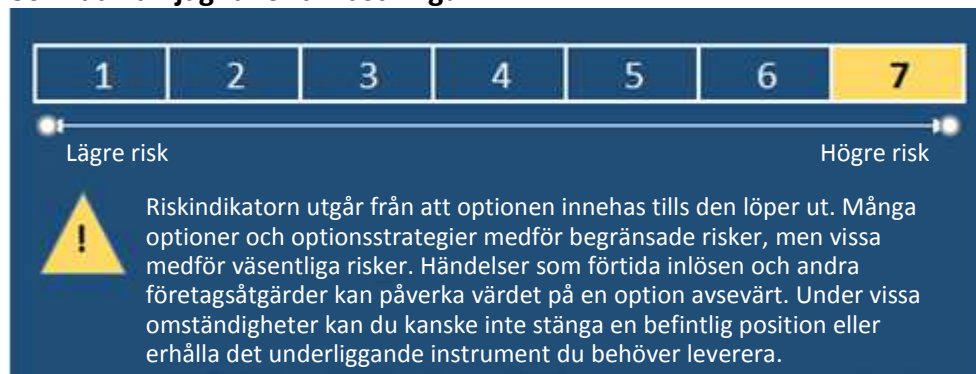 1 2 3 4 5 6 7
Lägre risk Högre risk
!
Riskindikatorn utgår från att optionen innehas tills den löper ut. Många
optioner och optionsstrategier medför begränsade risker, men vissa
medför väsentliga risker. Händelser som förtida inlösen och andra
företagsåtgärder kan påverka värdet på en option avsevärt. Under vissa
omständigheter kan du kanske inte stänga en befintlig position eller
erhålla det underliggande instrument du behöver leverera.